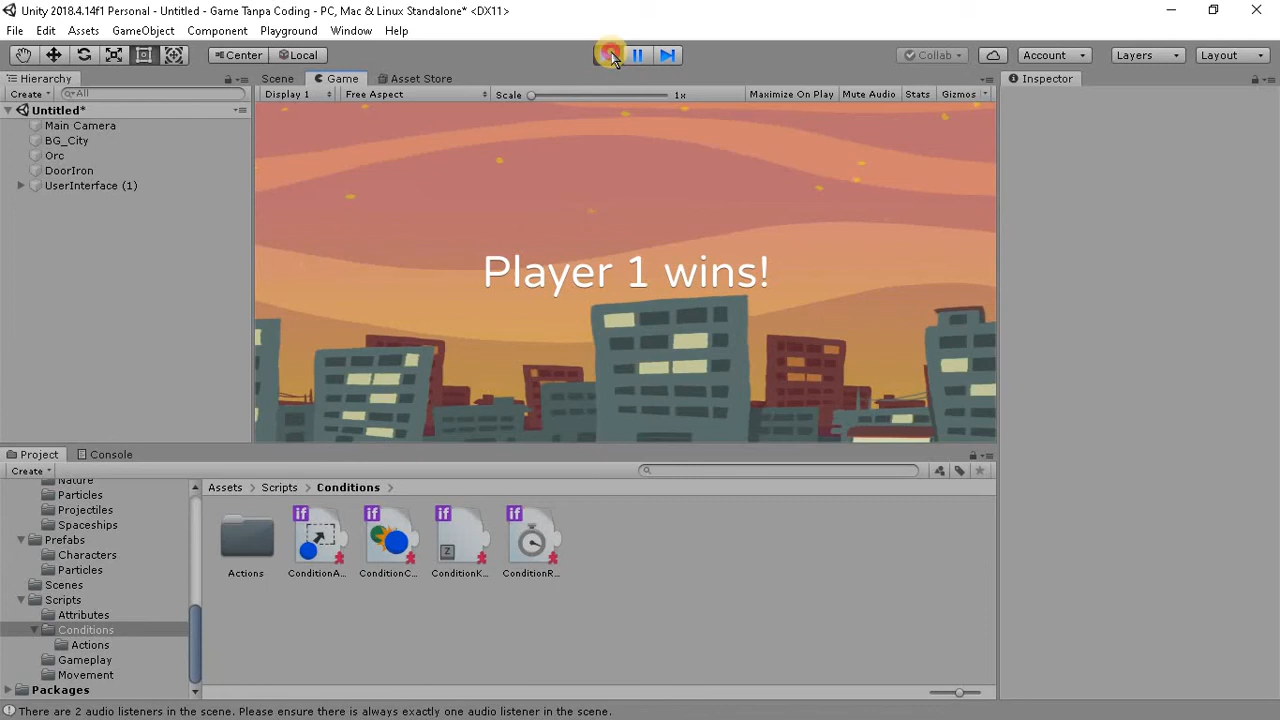 Unity 2018.4.14f1 Personal - Untitled - Game Tanpa Coding - PC, Mac & Linux Standalone* <DX11>
File Edit Assets GameObject Component Playground Window Help
Center Local Collab Account Layers Layout
Hierarchy Scene Game Asset Store Inspector
Create All Display 1 Free Aspect Scale 1x Maximize On Play Mute Audio Stats Gizmos
Untitled*
Main Camera
BG_City
Orc
DoorIron
UserInterface (1)
Player 1 wins!
Project Console
Create
Nature
Particles
Projectiles
Spaceships
Prefabs
Characters
Particles
Scenes
Scripts
Attributes
Conditions
Actions
Gameplay
Movement
Packages
Assets Scripts Conditions
if if if if
Z
Actions ConditionA... ConditionC... ConditionK... ConditionR...
There are 2 audio listeners in the scene. Please ensure there is always exactly one audio listener in the scene.